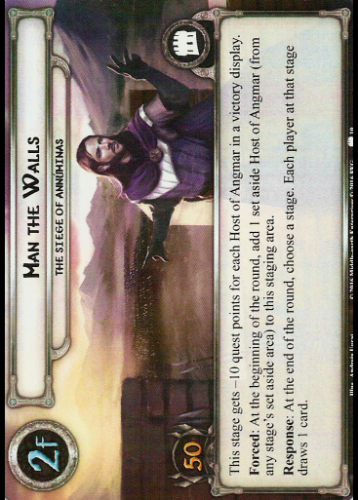 2F
MAN THE WALLS
THE SIEGE OF ANNÚMINAS
50
This stage gets –10 quest points for each Host of Angmar in a victory display.
Forced: At the beginning of the round, add 1 set aside Host of Angmar (from
any stage's set aside area) to this staging area.
Response: At the end of the round, choose a stage. Each player at that stage
draws 1 card.
© 2016 Middle-earth Enterprises © 2016 FFG